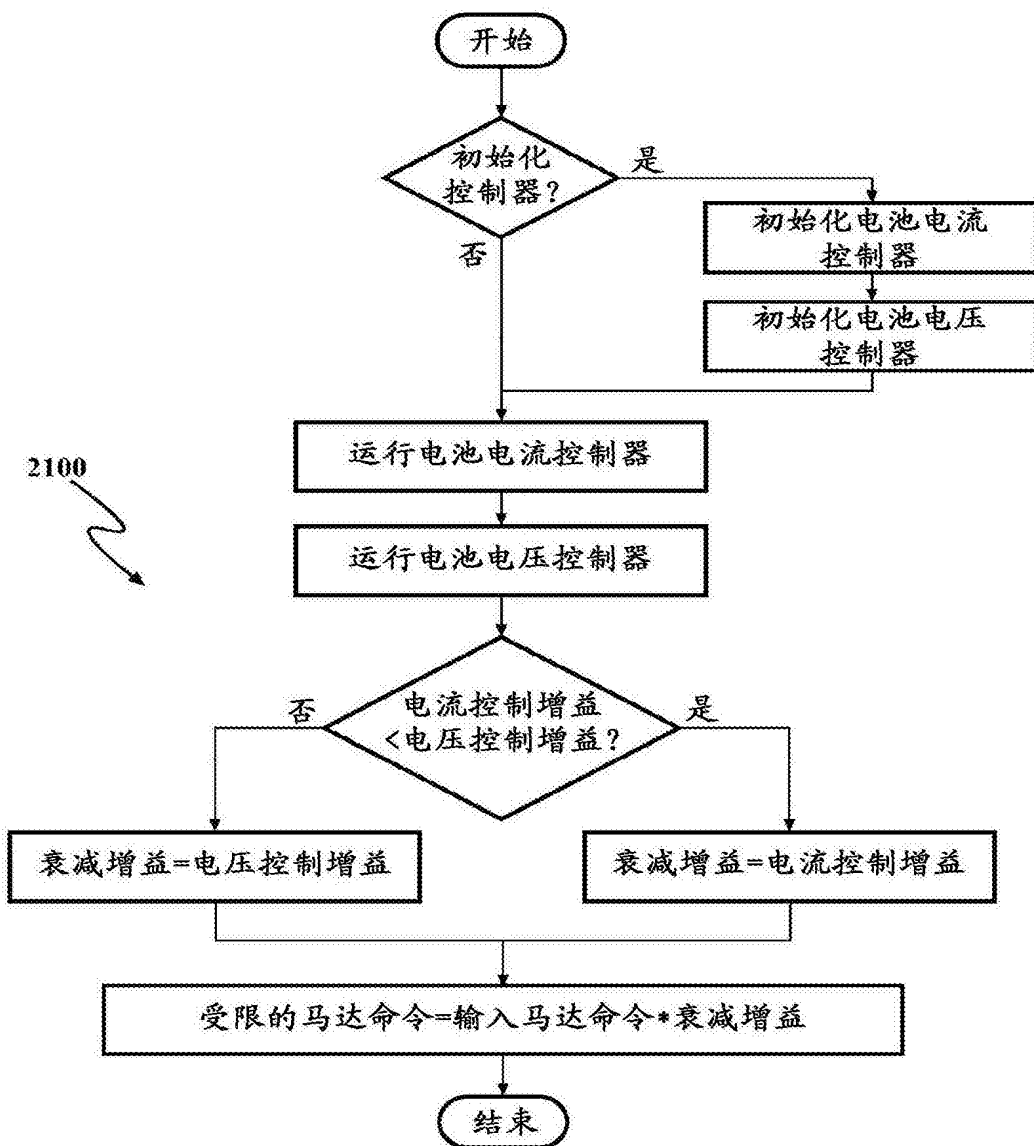 开始
初始化
控制器?
是
否
初始化电池电流
控制器
初始化电池电压
控制器
运行电池电流控制器
2100
运行电池电压控制器
电流控制增益
<电压控制增益?
否
是
衰减增益=电压控制增益
衰减增益=电流控制增益
受限的马达命令=输入马达命令*衰减增益
结束